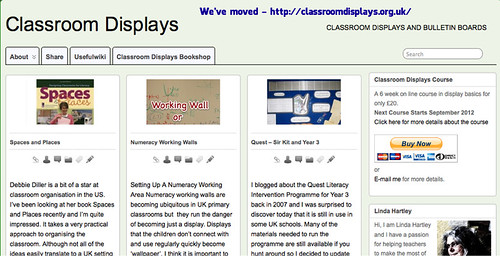 We've moved - http://classroomdisplays.org.uk/
Classroom Displays
CLASSROOM DISPLAYS AND BULLETIN BOARDS
About
Share
Usefulwiki
Classroom Displays Bookshop
Search
Spaces
Spaces
Spaces and Places
Debbie Diller is a bit of a star at
classroom organisation in the US.
I've been looking at her book Spaces
and Places recently and I'm quite
impressed. It takes a very practical
approach to organising the
classroom. Although not all of the
ideas easily translate to a UK setting
Working Wall
or
Numeracy Working Walls
Setting Up A Numeracy Working
Area Numeracy working walls are
becoming ubiquitous in UK primary
classrooms but they run the danger
of becoming just a display. Displays
that the children don't connect with
and use regularly quickly become
'wallpaper'. I think it is important to
Quest – Sir Kit and Year 3
I blogged about the Quest Literacy
Intervention Programme for Year 3
back in 2007 and I was surprised to
discover today that it is still in use in
some UK schools. Many of the
materials needed to run the
programme are still available if you
hunt around so I decided to update
Classroom Displays Course
A 6 week on line course in display basics for
only £20.
Next Course Starts September 2012
Click here for more details about the course
Buy Now
VISA
VISA
or
E-mail me for more details.
Linda Hartley
Hi, I am Linda Hartley
and I have a passion
for helping teachers
to make the most of